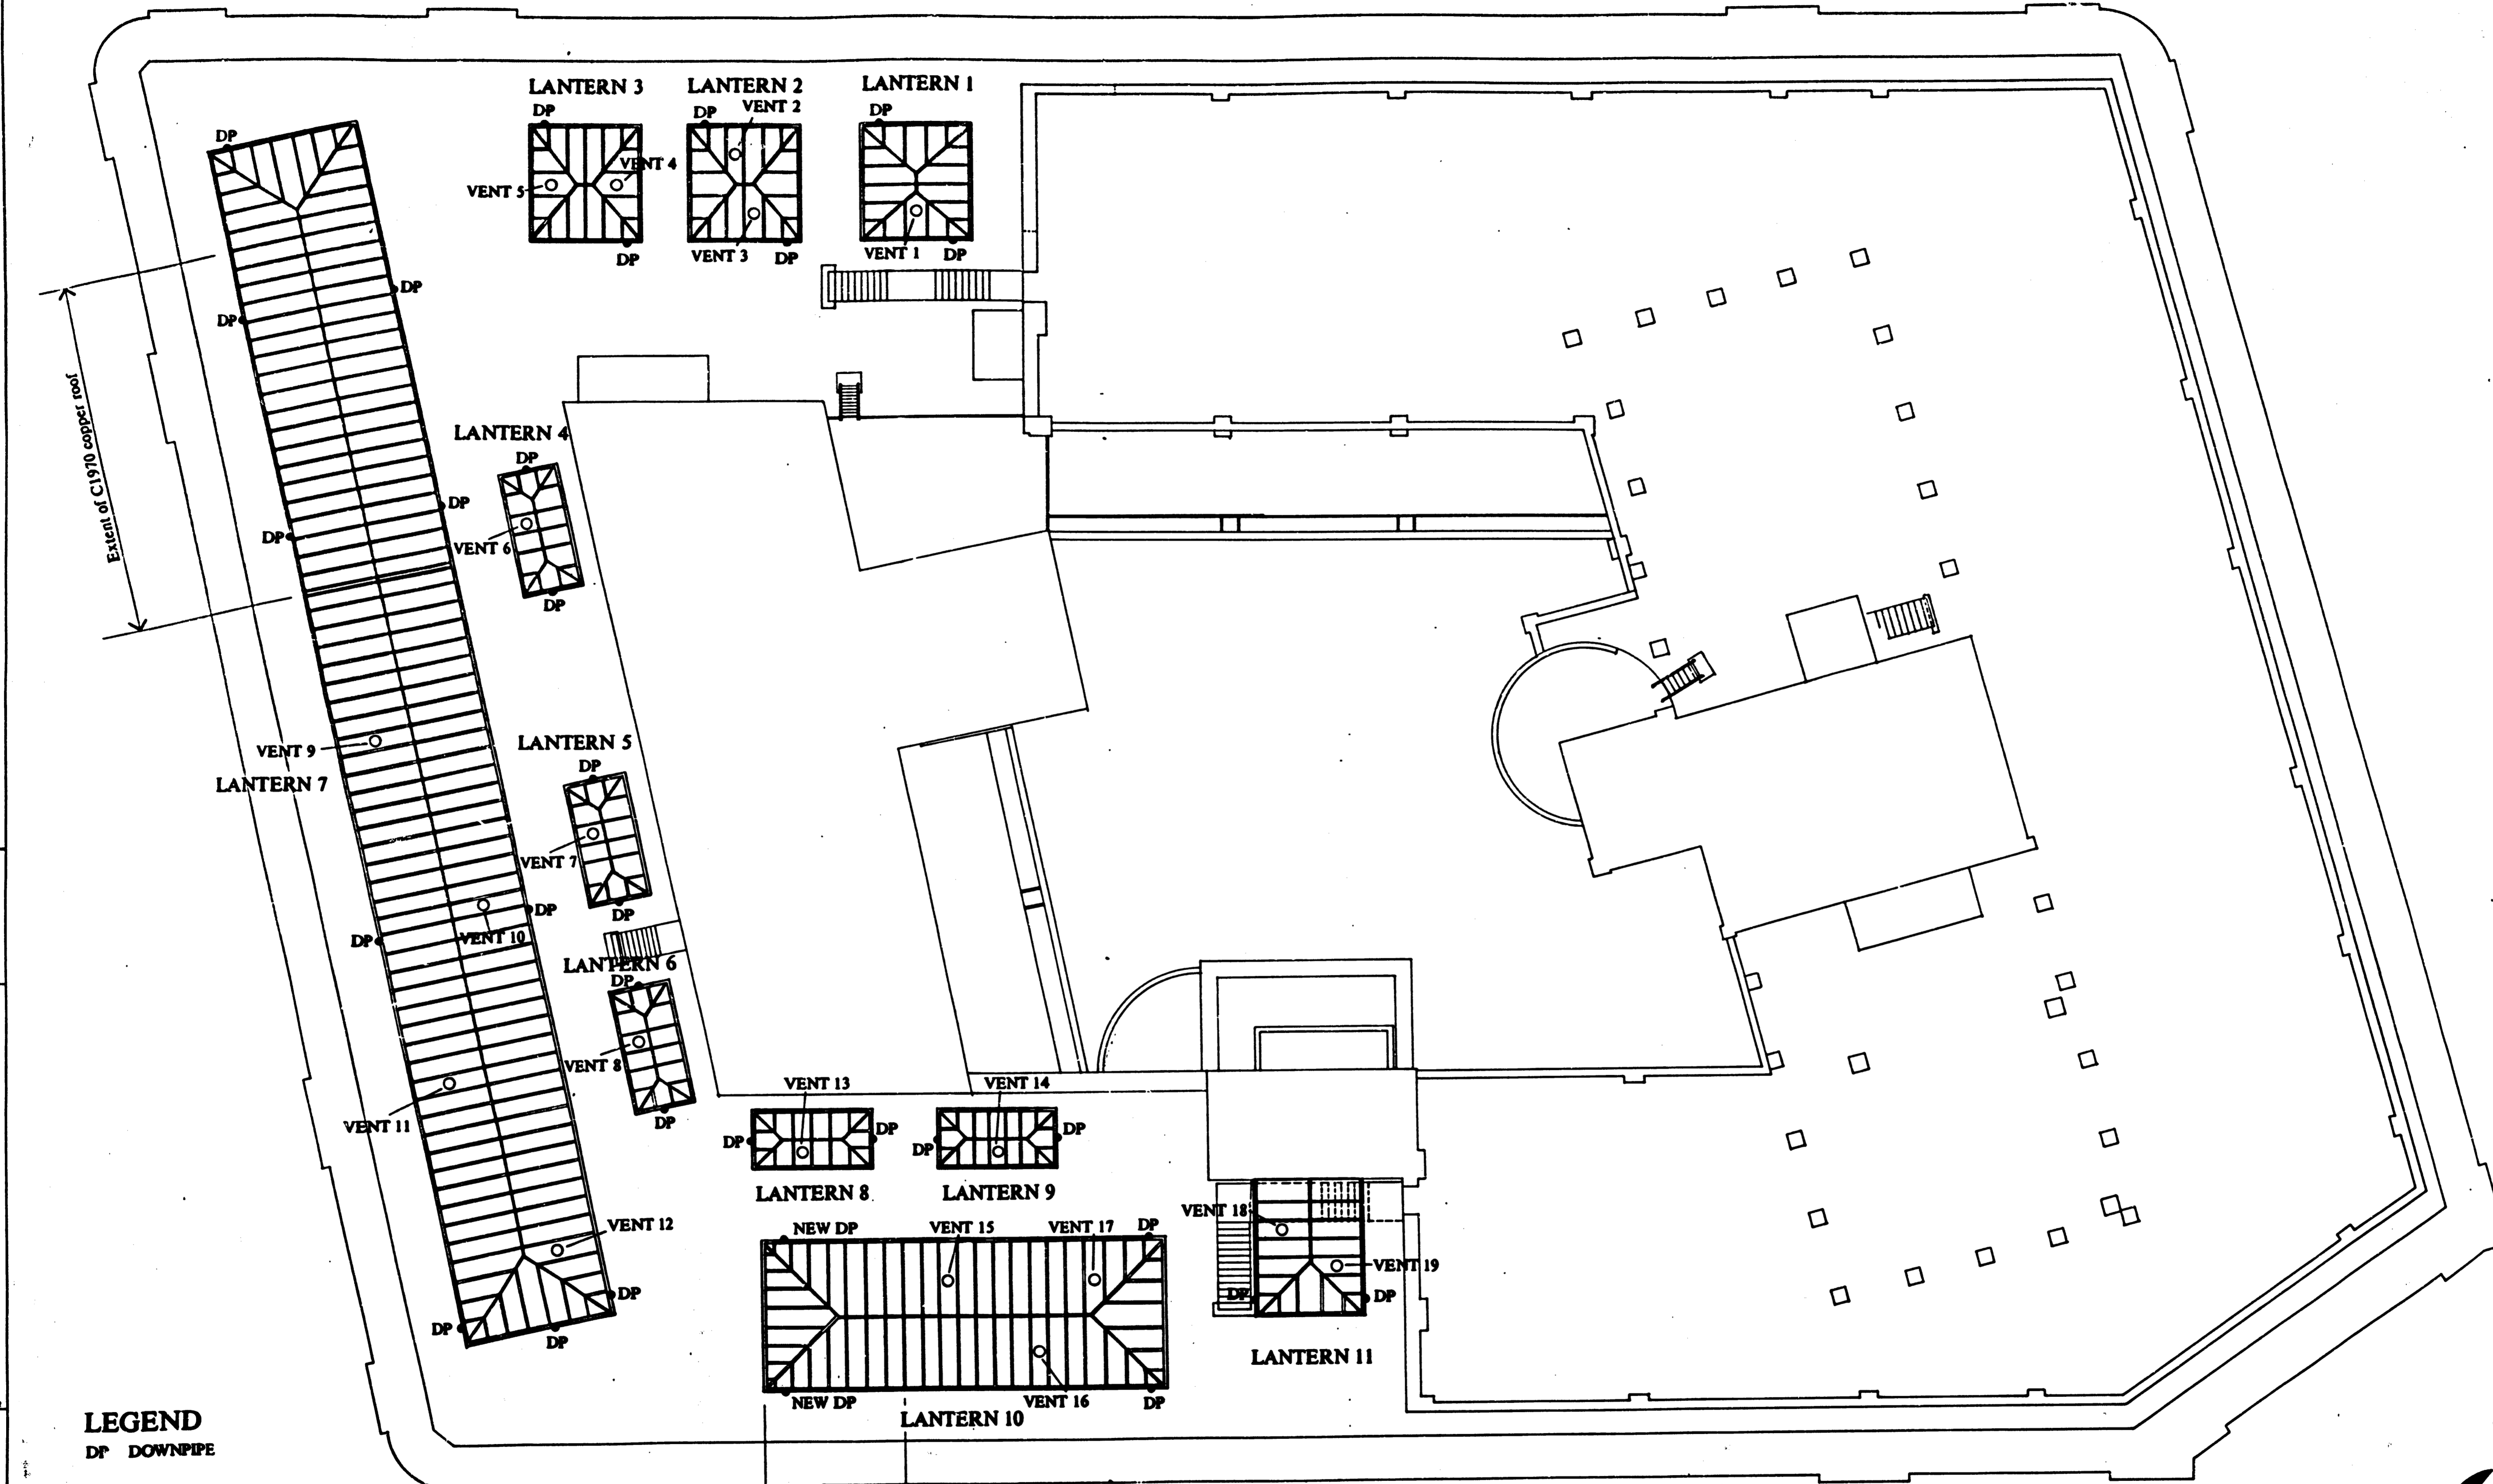 LANTERN 3
LANTERN 2
LANTERN 1
DP
DP
VENT 2
DP
DP
VENT 4
VENT 5
DP
VENT 3
DP
VENT 1
DP
DP
DP
Extent of C1970 copper roof
LANTERN 4
DP
DP
DP
VENT 6
DP
LANTERN 5
VENT 9
DP
LANTERN 7
VENT 7
DP
DP
DP
VENT 10
LANTERN 6
DP
VENT 8
VENT 11
DP
VENT 13
VENT 14
DP
DP
DP
DP
LANTERN 8
LANTERN 9
VENT 12
NEW DP
VENT 15
VENT 17
DP
VENT 18
VENT 19
DP
DP
DP
DP
DP
LANTERN 11
NEW DP
VENT 16
DP
LANTERN 10
LEGEND
DP DOWNPIPE